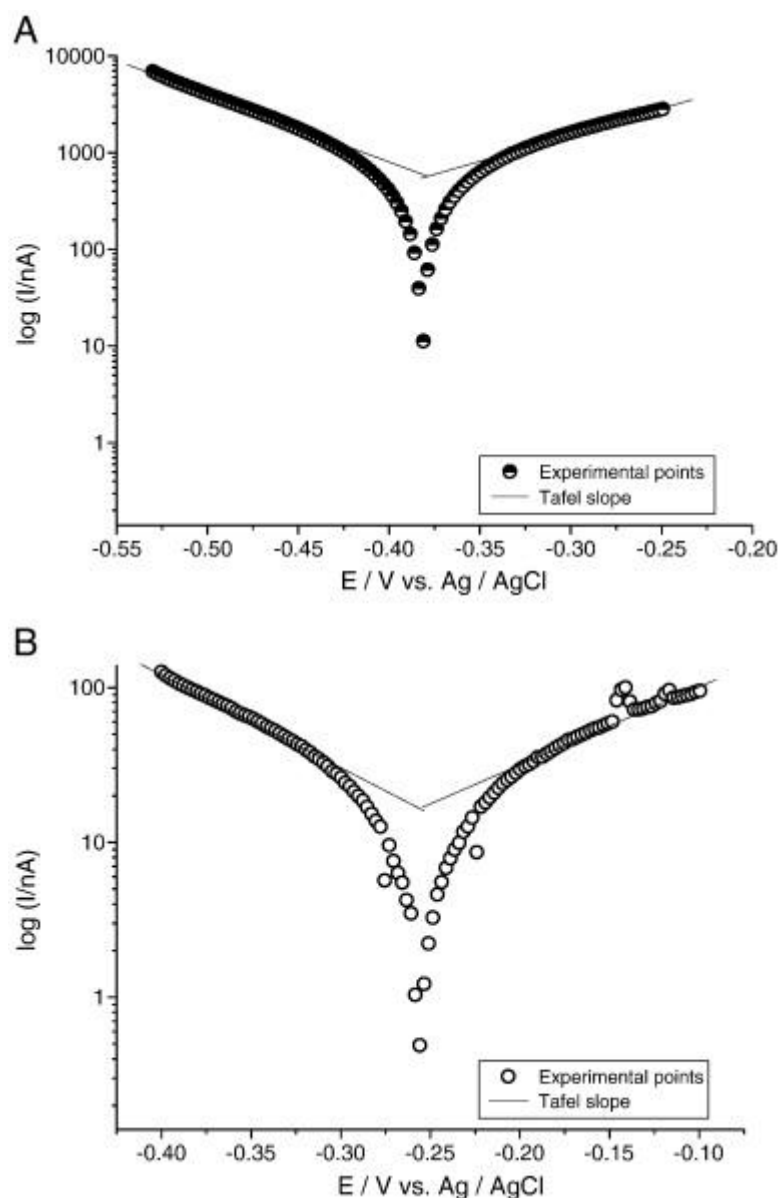 A
10000
1000
100
10
1
log (I/nA)
Experimental points
Tafel slope
-0.55 -0.50 -0.45 -0.40 -0.35 -0.30 -0.25 -0.20
E / V vs. Ag / AgCl
B
100
10
1
log (I/nA)
Experimental points
Tafel slope
-0.40 -0.35 -0.30 -0.25 -0.20 -0.15 -0.10
E / V vs. Ag / AgCl